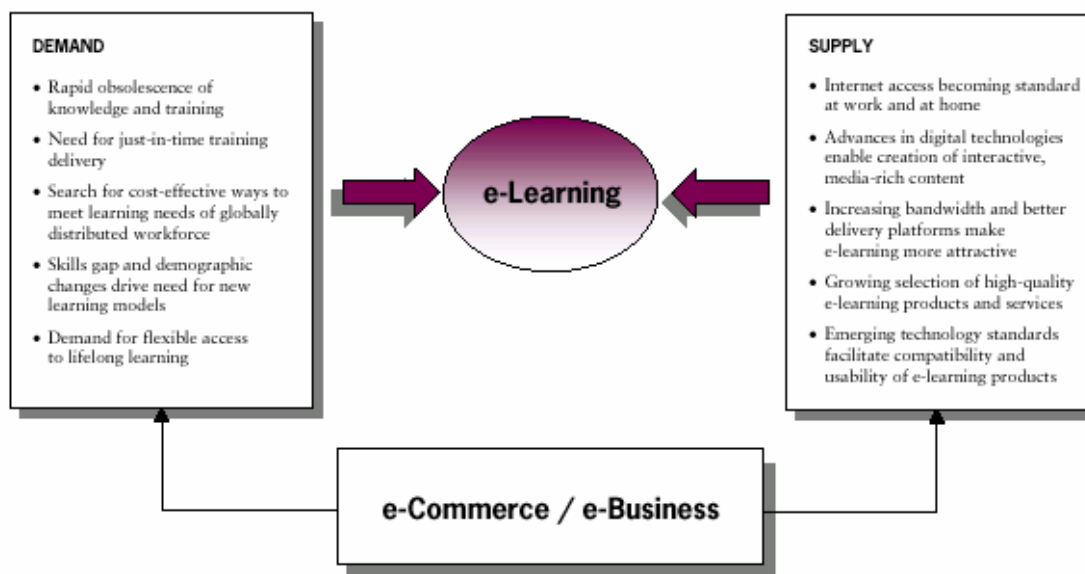 DEMAND
• Rapid obsolescence of
knowledge and training
• Need for just-in-time training
delivery
• Search for cost-effective ways to
meet learning needs of globally
distributed workforce
• Skills gap and demographic
changes drive need for new
learning models
• Demand for flexible access
to lifelong learning
e-Learning
SUPPLY
• Internet access becoming standard
at work and at home
• Advances in digital technologies
enable creation of interactive,
media-rich content
• Increasing bandwidth and better
delivery platforms make
e-learning more attractive
• Growing selection of high-quality
e-learning products and services
• Emerging technology standards
facilitate compatibility and
usability of e-learning products
e-Commerce / e-Business